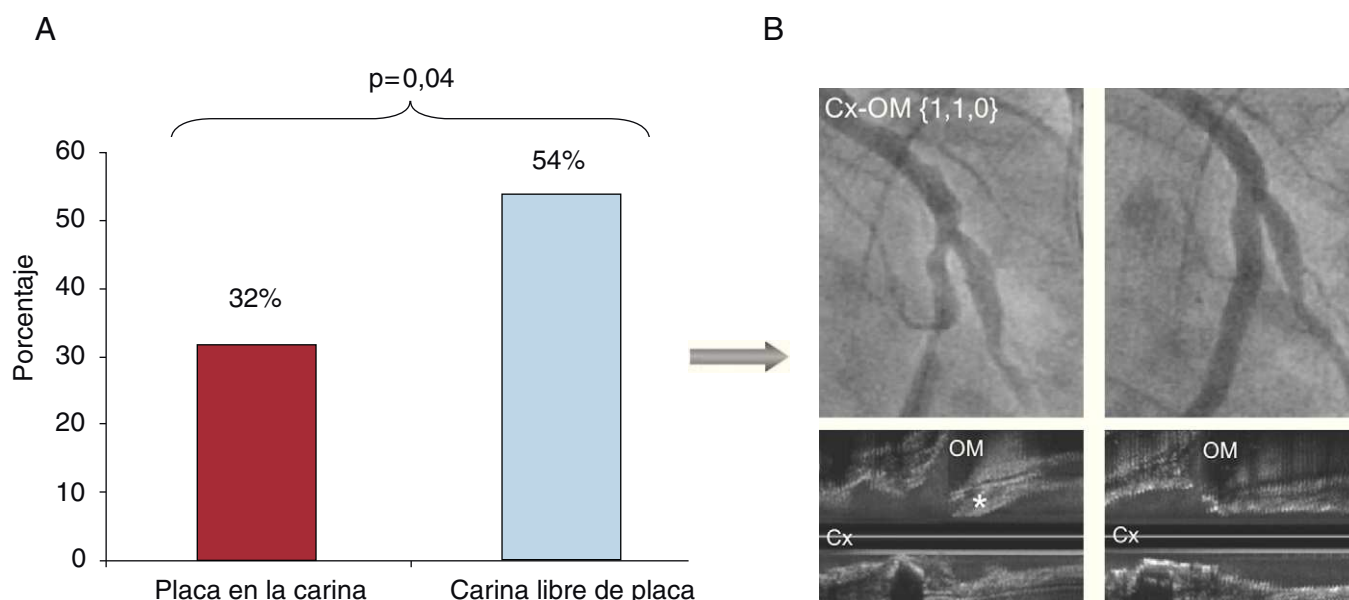 A
p=0,04
60
50
40
30
20
10
0
Porcentaje
32%
54%
Placa en la carina
Carina libre de placa
B
Cx-OM {1,1,0}
OM
*
Cx
OM
Cx